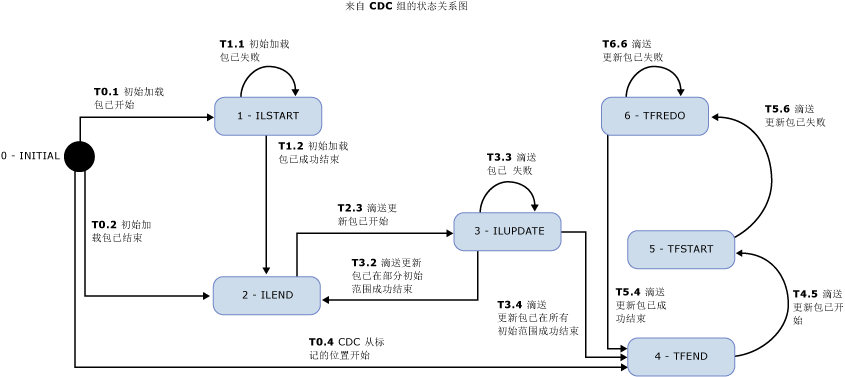 来自 CDC 组的状态关系图
T1.1 初始加载
包已失败
T6.6 滴送
更新包已失败
T0.1 初始加载
包已开始
1 - ILSTART
6 - TFREDO
T5.6 滴送
更新包已失败
0 - INITIAL
T1.2 初始加载
包已成功结束
T3.3 滴送
包已 失败
T0.2 初始加
载包已结束
T2.3 滴送更
新包已开始
3 - ILUPDATE
5 - TFSTART
T3.2 滴送更新
包已在部分初始
范围成功结束
2 - ILEND
T3.4 滴送
更新包已在所有
初始范围成功结束
T5.4 滴送
更新包已成
功结束
T4.5 滴送
更新包已开
始
T0.4 CDC 从标
记的位置开始
4 - TFEND